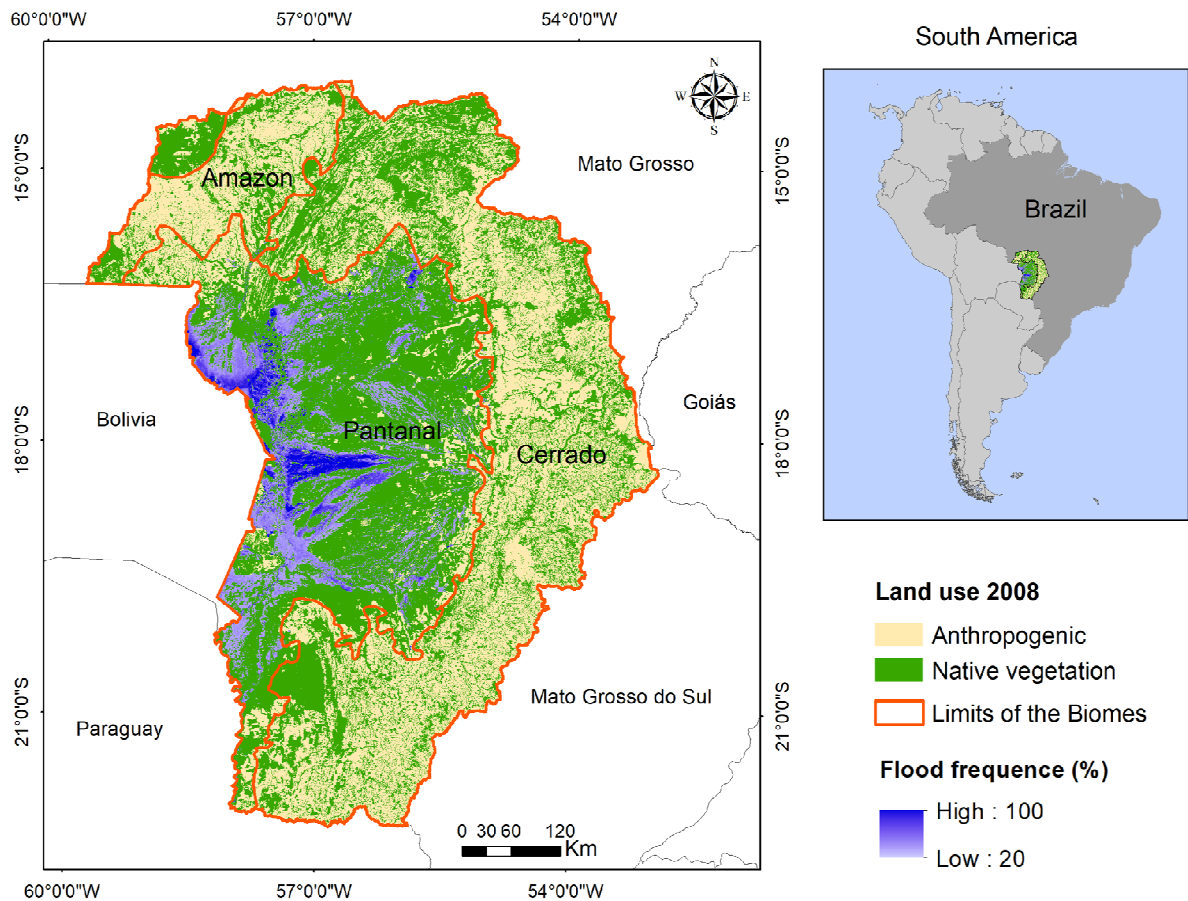 60°0'0"W
57°0'0"W
54°0'0"W
South America
N
W
E
S
15°0'0"S
Amazon
Mato Grosso
15°0'0"S
Brazil
Bolivia
Goiás
Pantanal
18°0'0"S
Cerrado
18°0'0"S
Land use 2008
Anthropogenic
Native vegetation
Limits of the Biomes
Mato Grosso do Sul
21°0'0"S
Paraguay
21°0'0"S
Flood frequence (%)
High : 100
Low : 20
0 30 60 120
Km
60°0'0"W
57°0'0"W
54°0'0"W